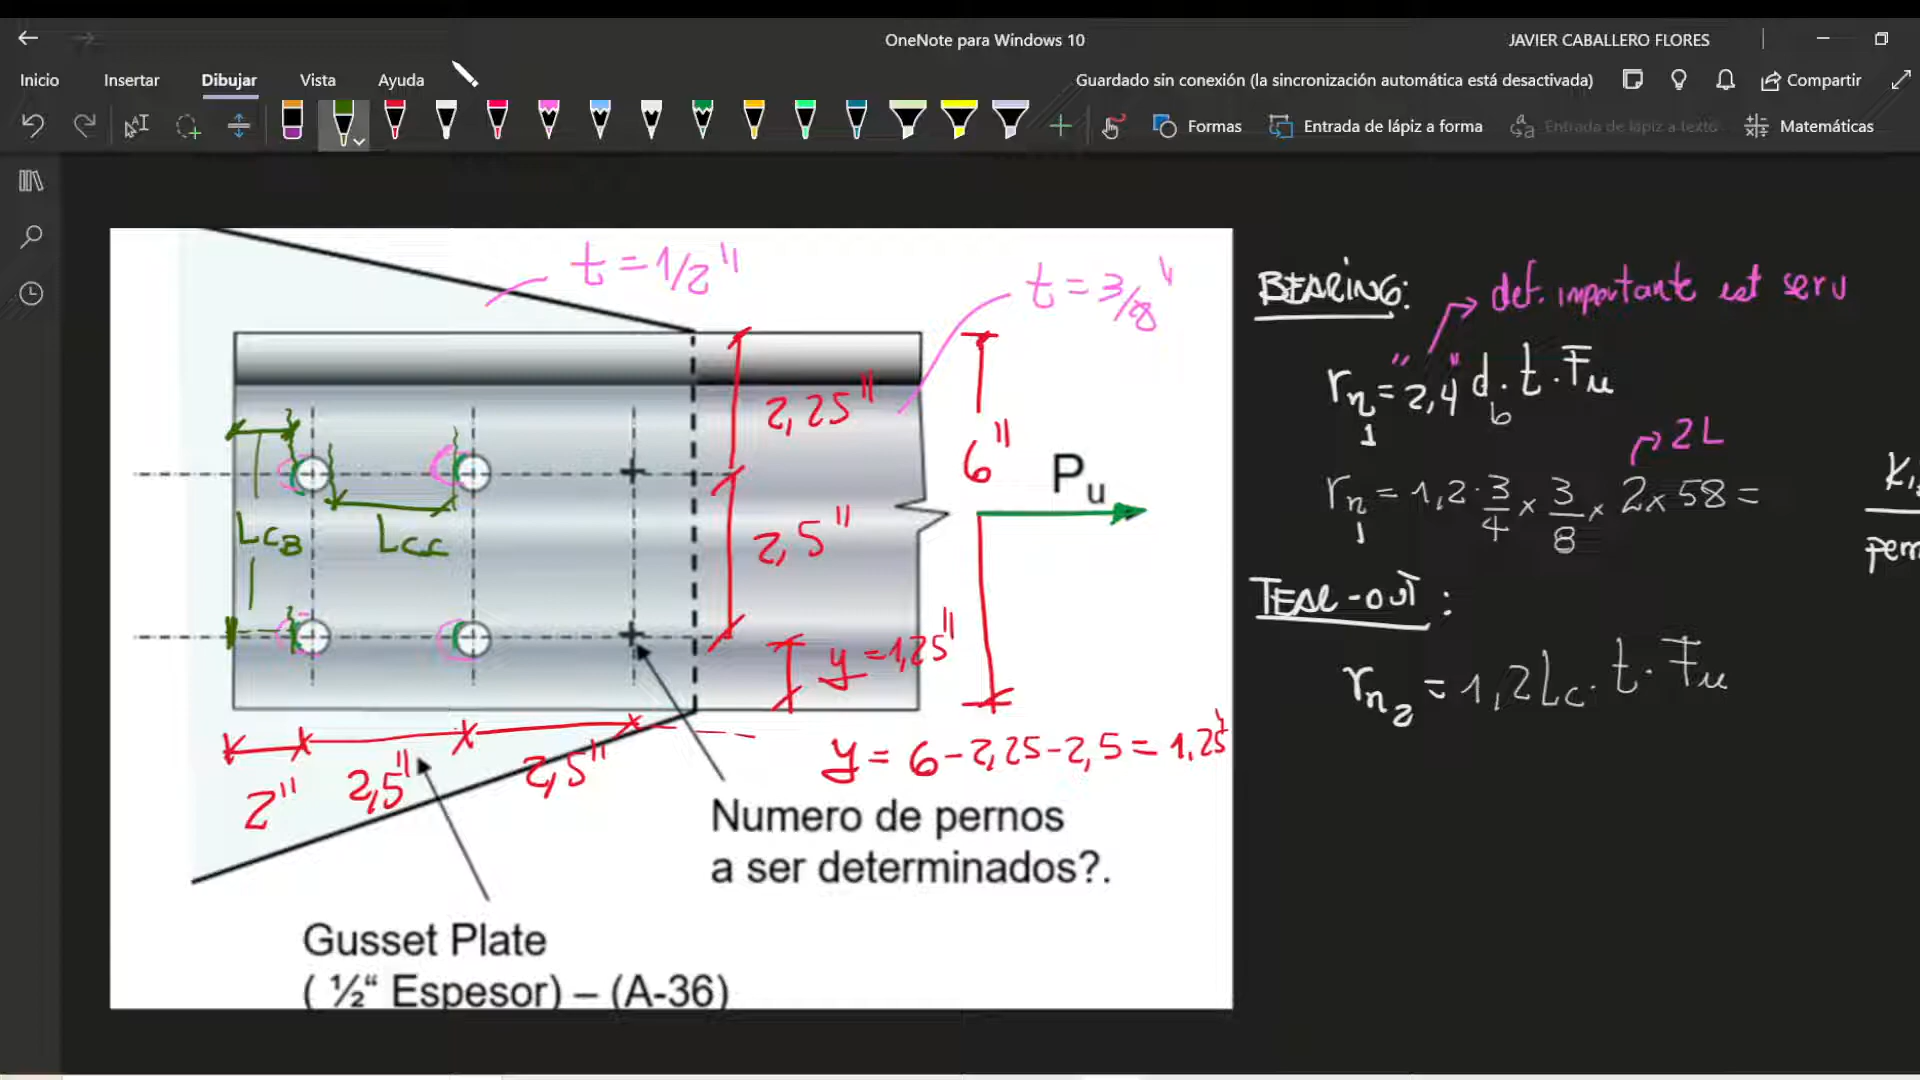 OneNote para Windows 10
JAVIER CABALLERO FLORES
Inicio
Insertar
Dibujar
Vista
Ayuda
Guardado sin conexión (la sincronización automática está desactivada)
Compartir
Formas
Entrada de lápiz a forma
Entrada de lápiz a texto
Matemáticas
t = 1/2"
t = 3/8"
2,25"
6"
Pu
LcB
Lcc
2,5"
y = 1,25"
2"
2,5"
2,5"
y = 6 - 2,25 - 2,5 = 1,25"
Numero de pernos
a ser determinados?.
Gusset Plate
( ½“ Espesor) – (A-36)
BEARING:
def. importante est serv
rn1 = "2,4" db . t . Fu
2L
rn1 = 1,2 . 3/4 x 3/8 x 2 x 58 =
TEAR-OUT :
rn2 = 1,2 Lc . t . Fu